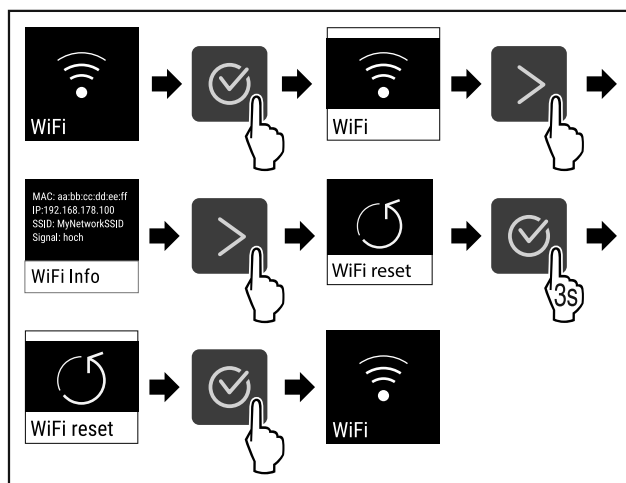 WiFi
WiFi
MAC: aa:bb:cc:dd:ee:ff
IP:192.168.178.100
SSID: MyNetworkSSID
Signal: hoch
WiFi Info
WiFi reset
3s
WiFi reset
WiFi